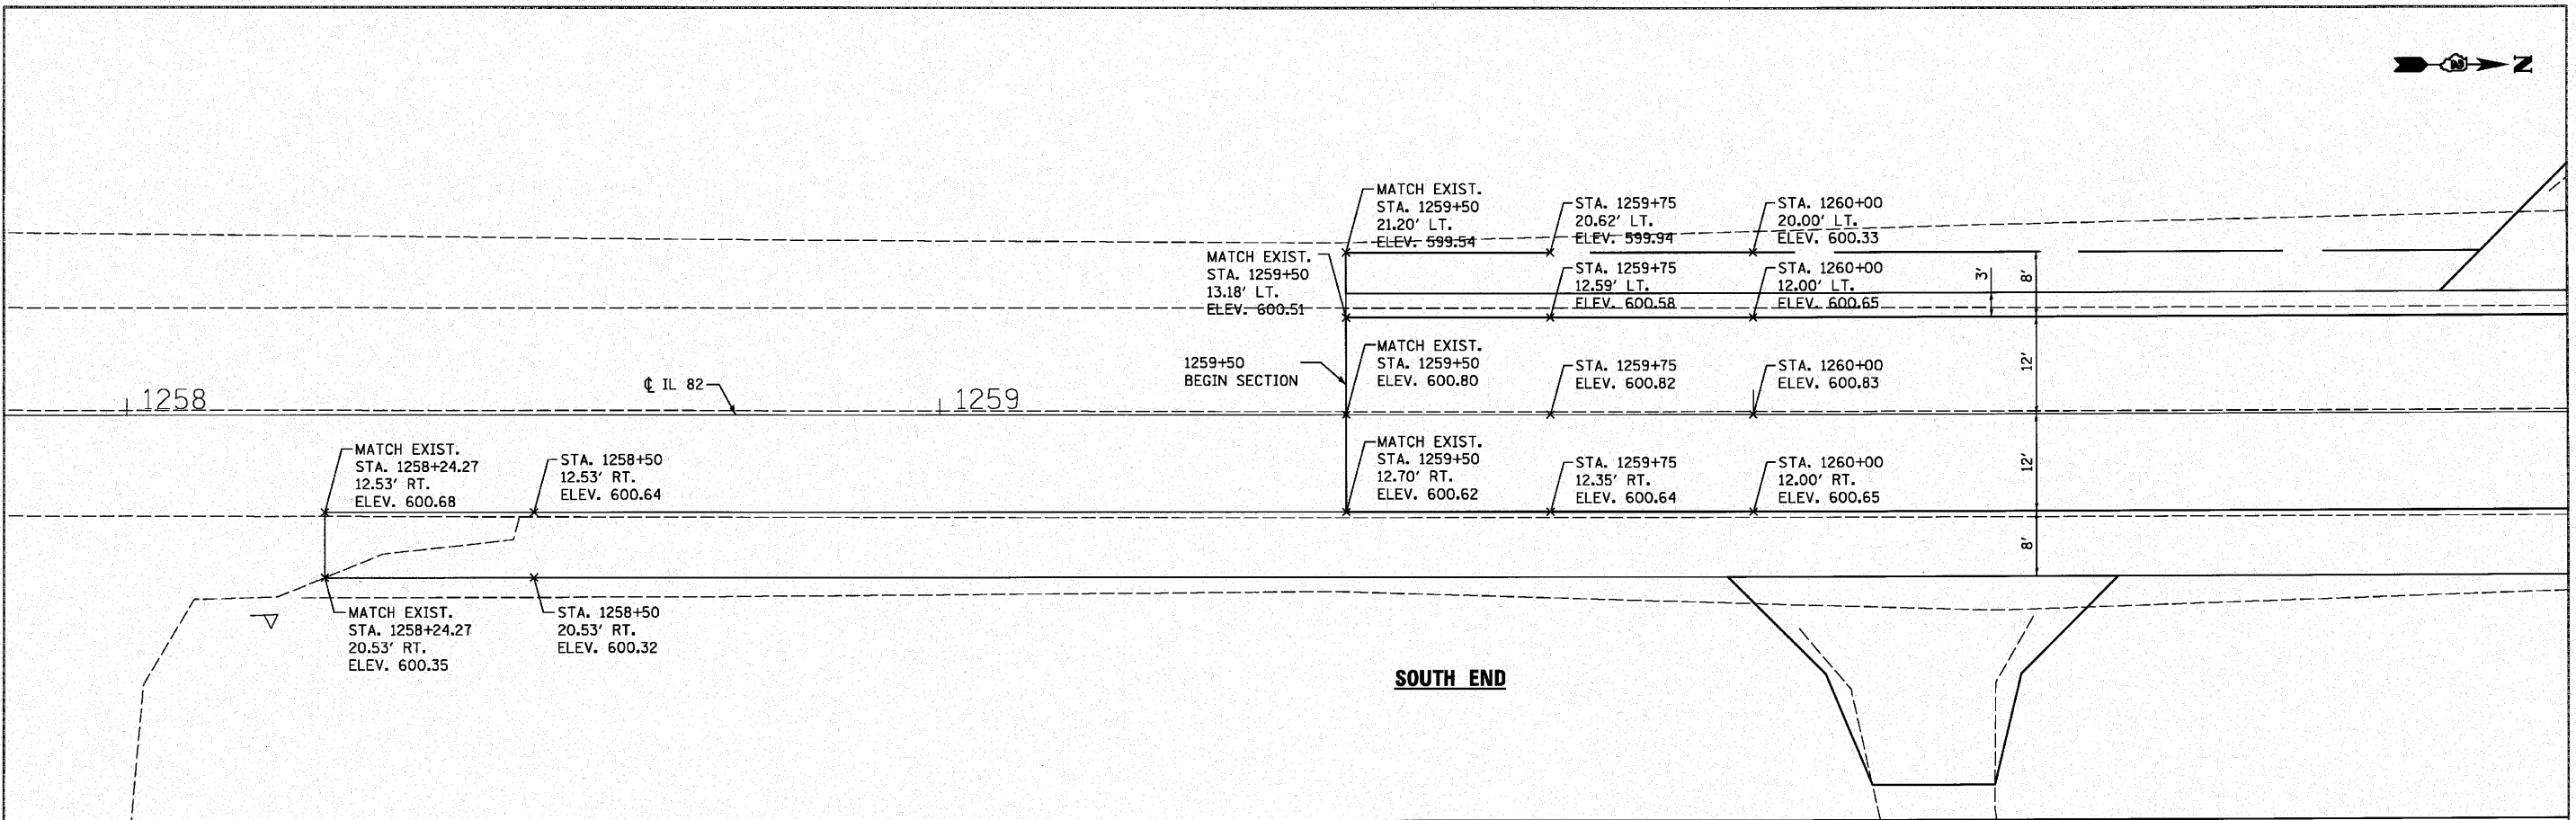 N
MATCH EXIST.
STA. 1259+50
21.20' LT.
ELEV. 599.54
STA. 1259+75
20.62' LT.
ELEV. 599.94
STA. 1260+00
20.00' LT.
ELEV. 600.33
MATCH EXIST.
STA. 1259+50
13.18' LT.
ELEV. 600.51
STA. 1259+75
12.59' LT.
ELEV. 600.58
STA. 1260+00
12.00' LT.
ELEV. 600.65
3'
8'
1259+50
BEGIN SECTION
MATCH EXIST.
STA. 1259+50
ELEV. 600.80
STA. 1259+75
ELEV. 600.82
STA. 1260+00
ELEV. 600.83
12'
1258
℄ IL 82
1259
MATCH EXIST.
STA. 1258+24.27
12.53' RT.
ELEV. 600.68
STA. 1258+50
12.53' RT.
ELEV. 600.64
MATCH EXIST.
STA. 1259+50
12.70' RT.
ELEV. 600.62
STA. 1259+75
12.35' RT.
ELEV. 600.64
STA. 1260+00
12.00' RT.
ELEV. 600.65
12'
8'
MATCH EXIST.
STA. 1258+24.27
20.53' RT.
ELEV. 600.35
STA. 1258+50
20.53' RT.
ELEV. 600.32
SOUTH END